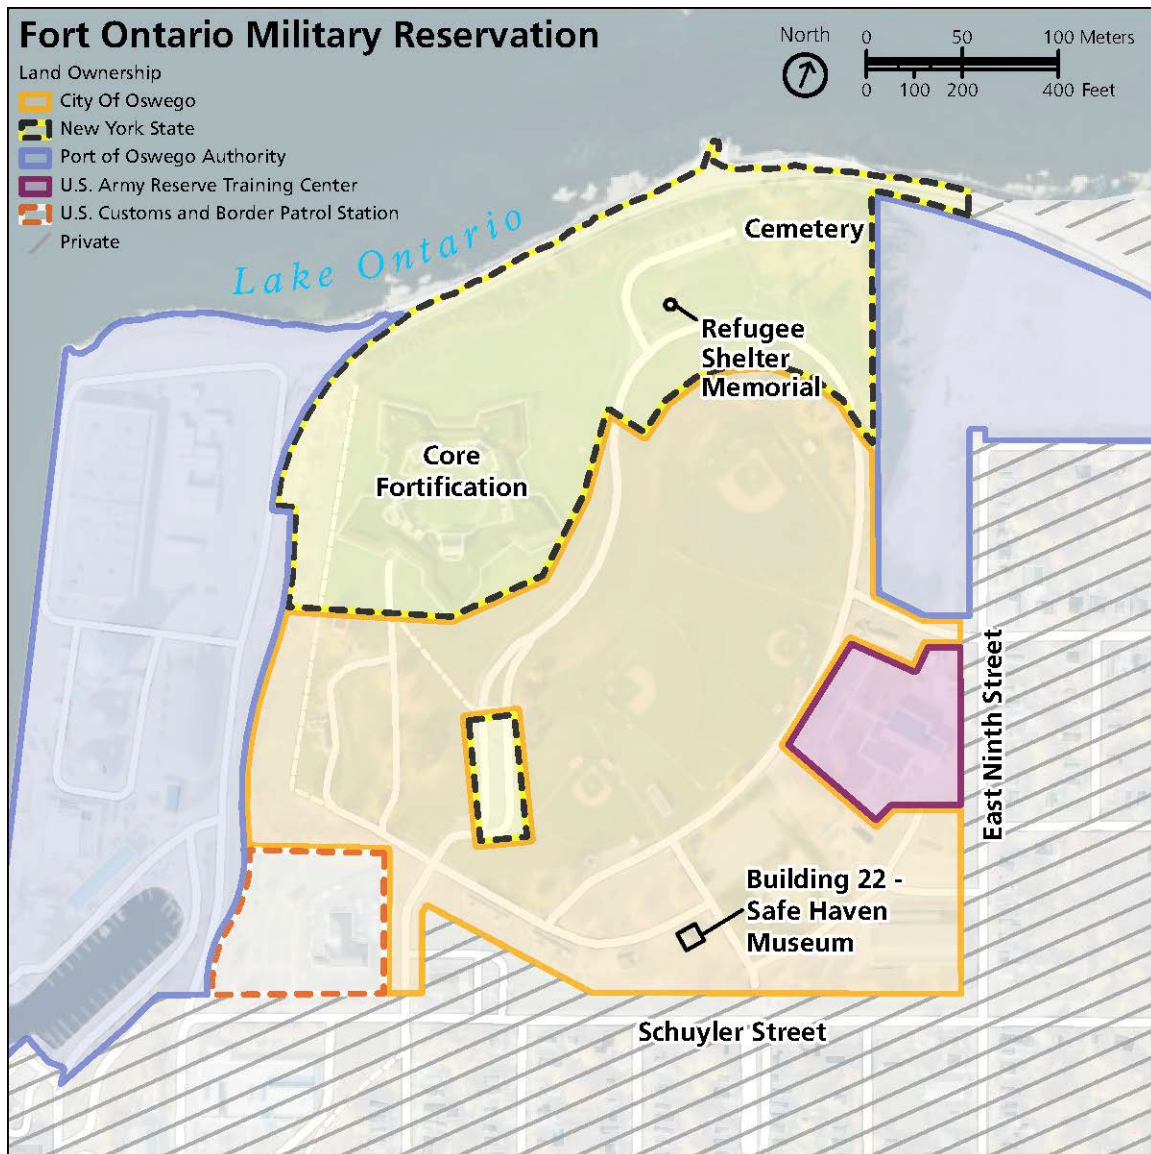 Fort Ontario Military Reservation
Land Ownership
City Of Oswego
New York State
Port of Oswego Authority
U.S. Army Reserve Training Center
U.S. Customs and Border Patrol Station
Private
North
0 50 100 Meters
0 100 200 400 Feet
Lake Ontario
Cemetery
Refugee
Shelter
Memorial
Core
Fortification
East Ninth Street
Building 22 -
Safe Haven
Museum
Schuyler Street